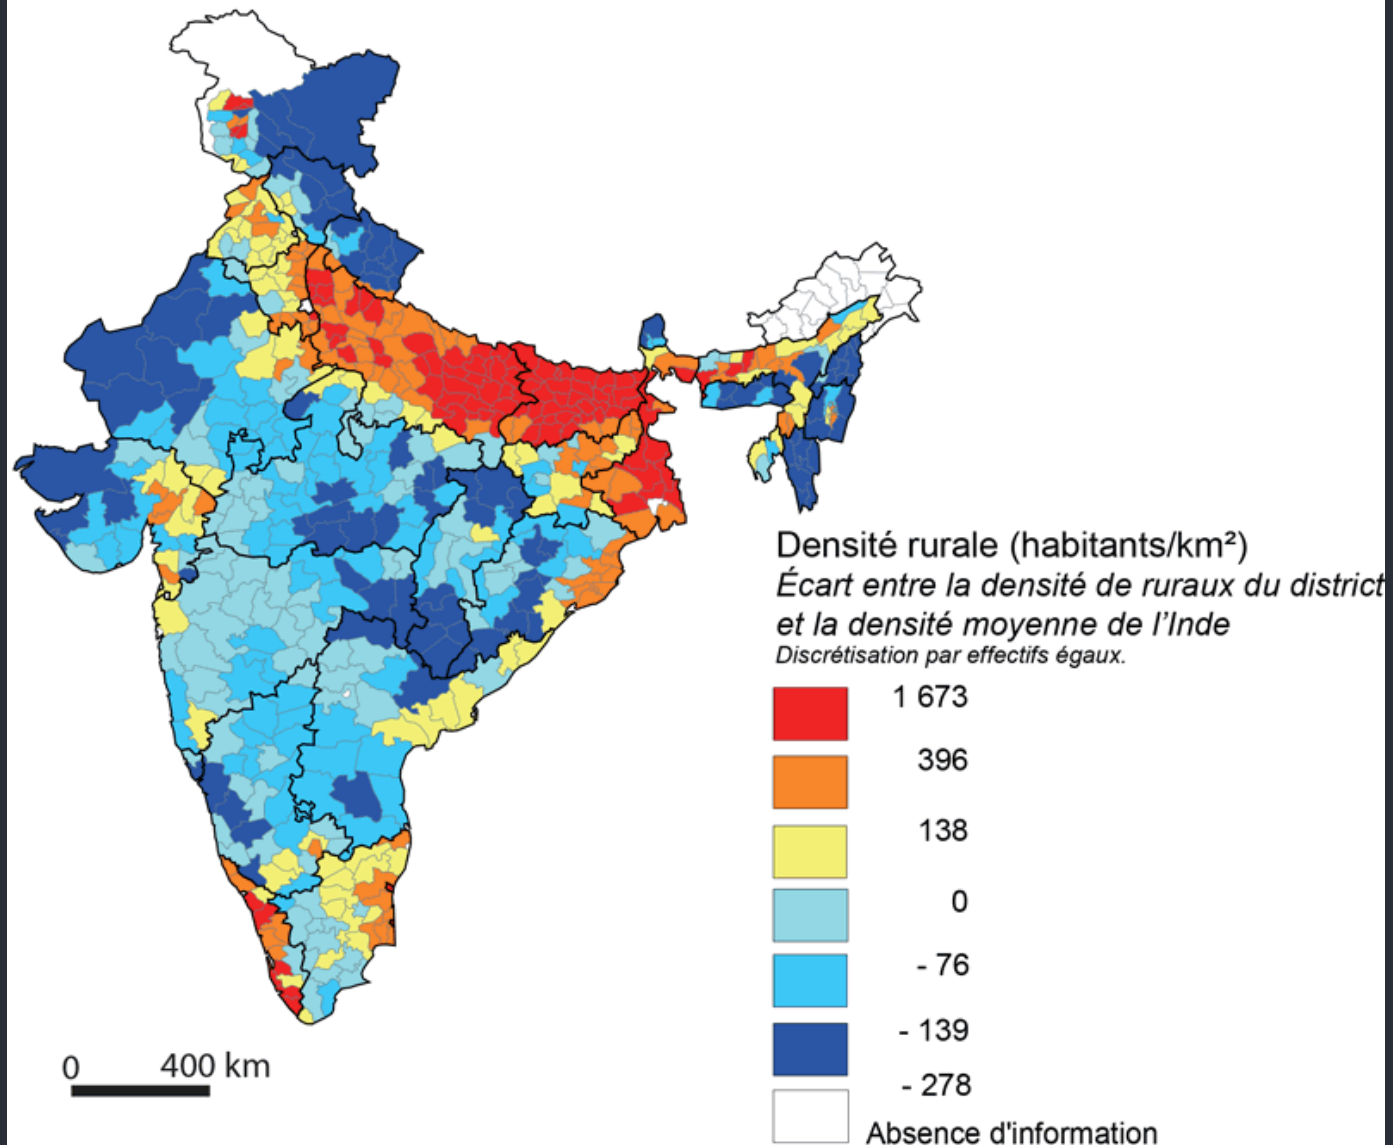 Densité rurale (habitants/km²)
Écart entre la densité de ruraux du district
et la densité moyenne de l'Inde
Discrétisation par effectifs égaux.
1 673
396
138
0
- 76
- 139
- 278
Absence d'information
0 400 km